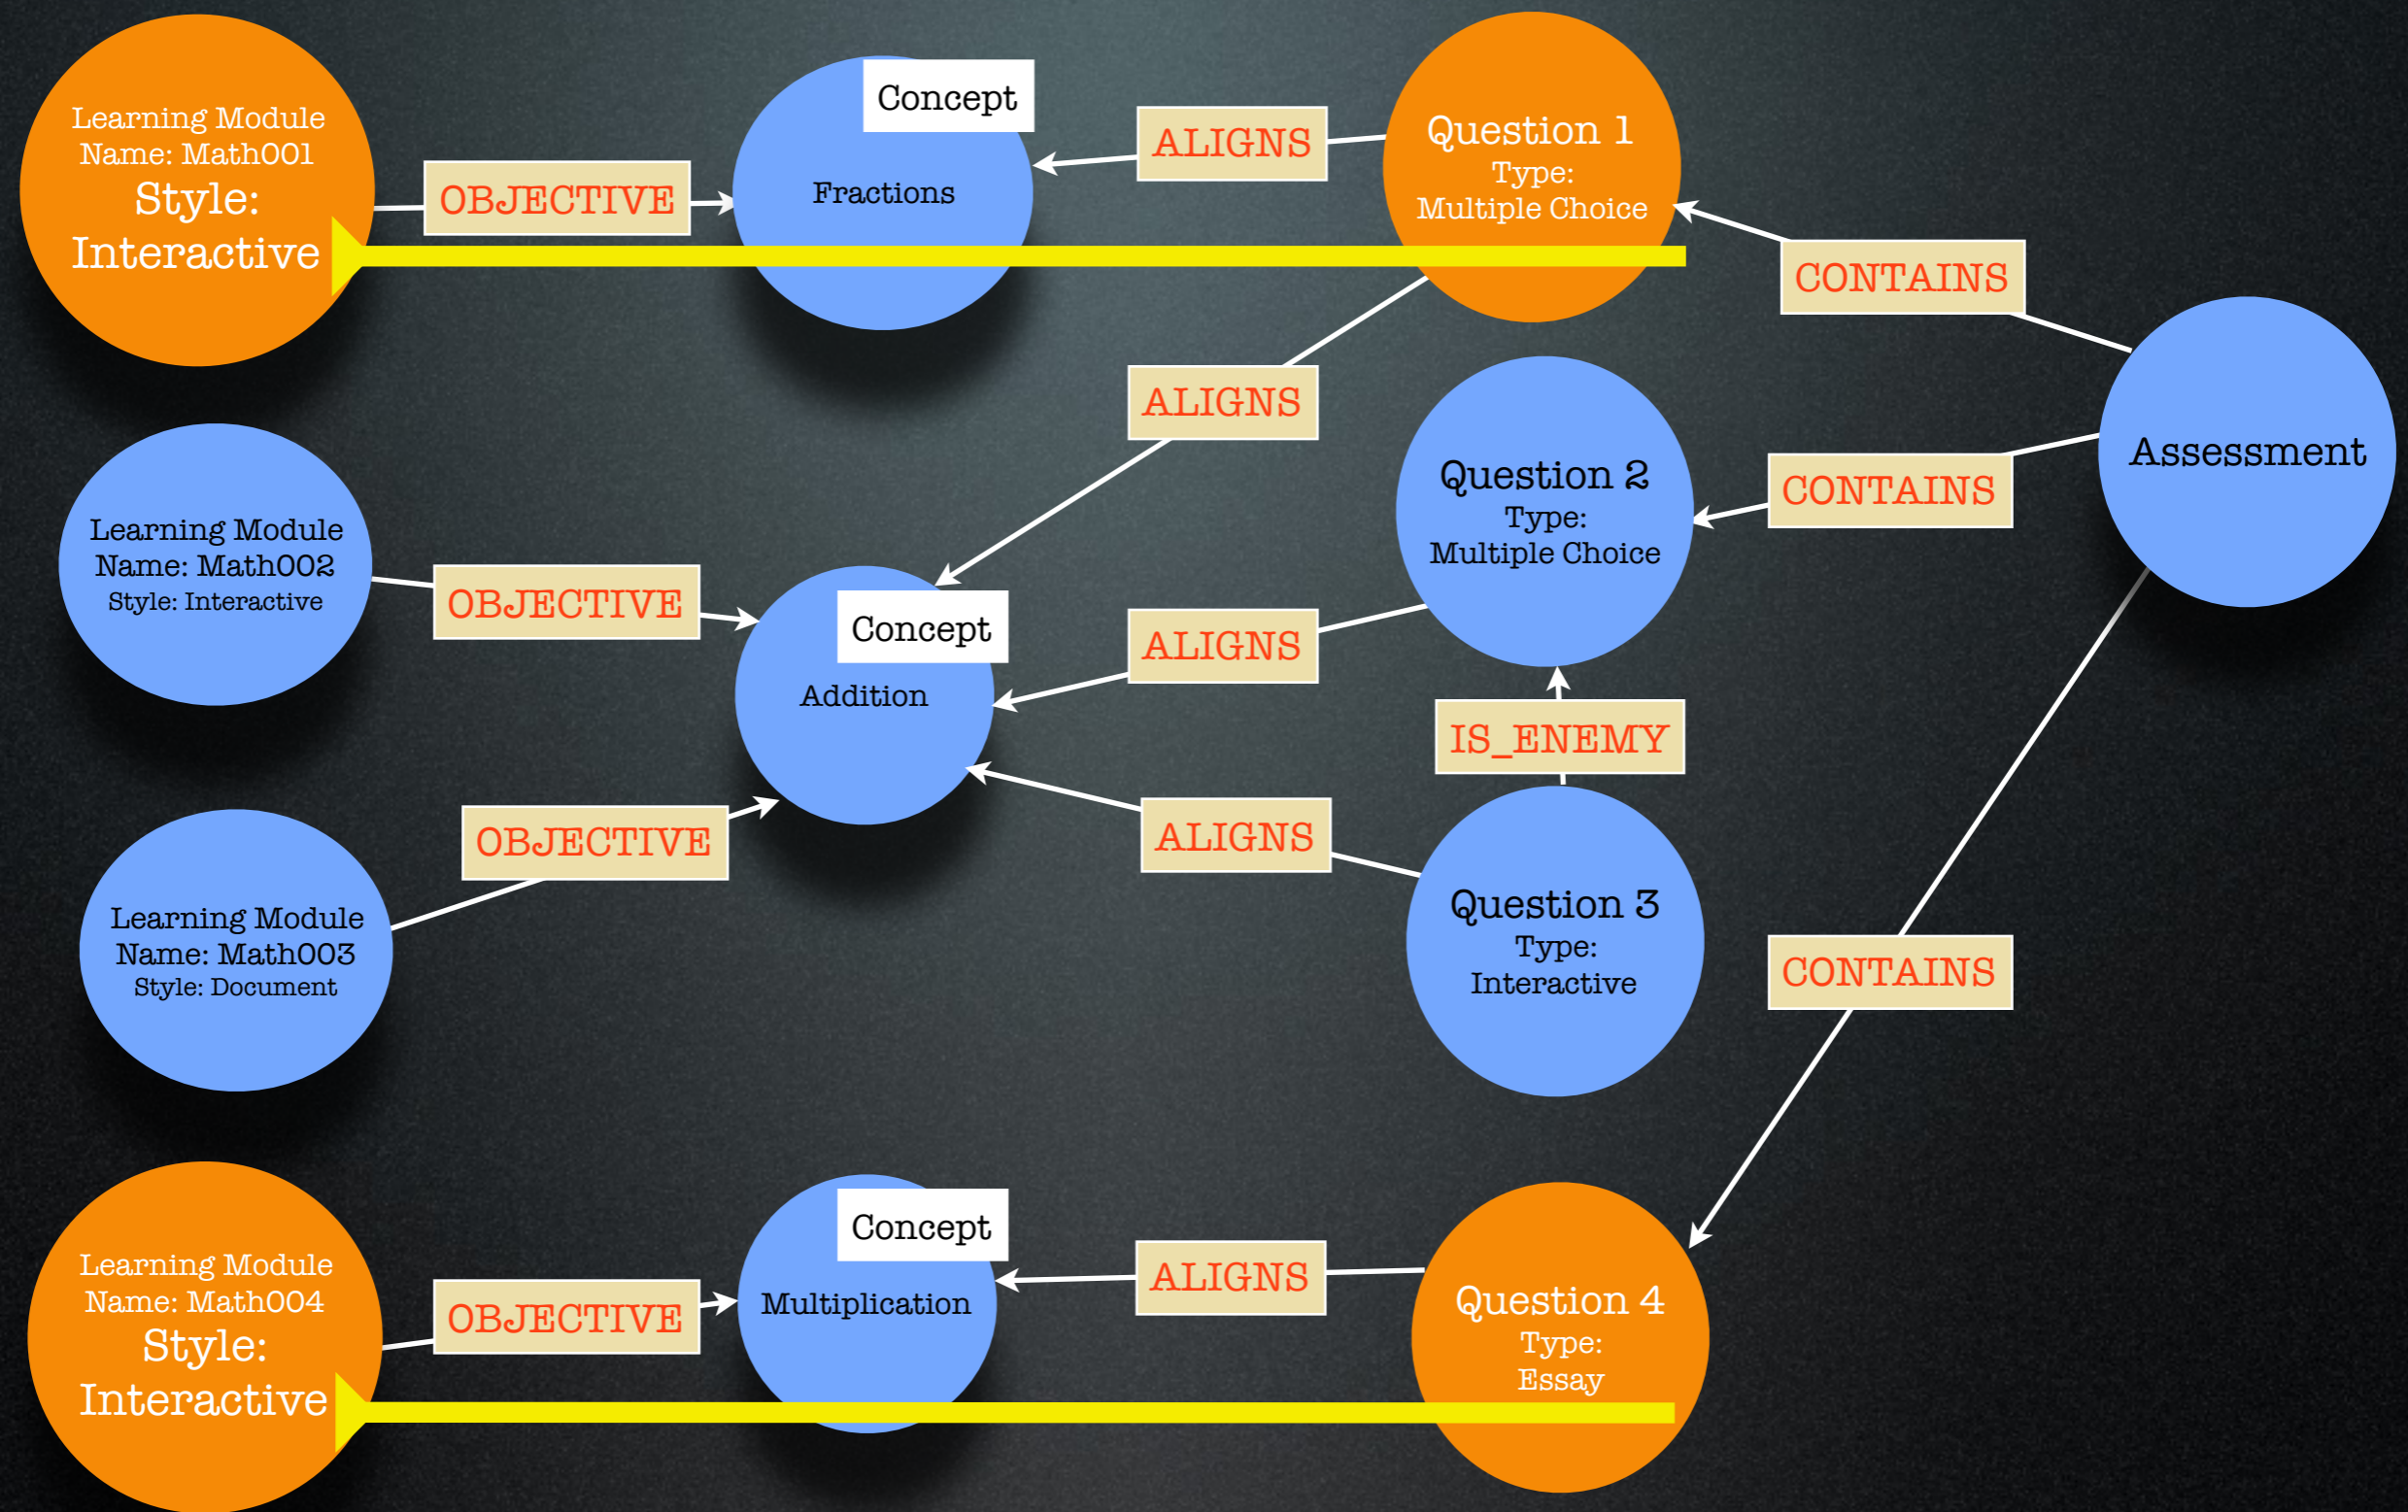 Learning Module
Name: Math001
Style:
Interactive
OBJECTIVE
Concept
Fractions
ALIGNS
Question 1
Type:
Multiple Choice
CONTAINS
ALIGNS
Learning Module
Name: Math002
Style: Interactive
OBJECTIVE
Concept
Addition
ALIGNS
Question 2
Type:
Multiple Choice
CONTAINS
Assessment
IS_ENEMY
Learning Module
Name: Math003
Style: Document
OBJECTIVE
ALIGNS
Question 3
Type:
Interactive
CONTAINS
Learning Module
Name: Math004
Style:
Interactive
OBJECTIVE
Concept
Multiplication
ALIGNS
Question 4
Type:
Essay